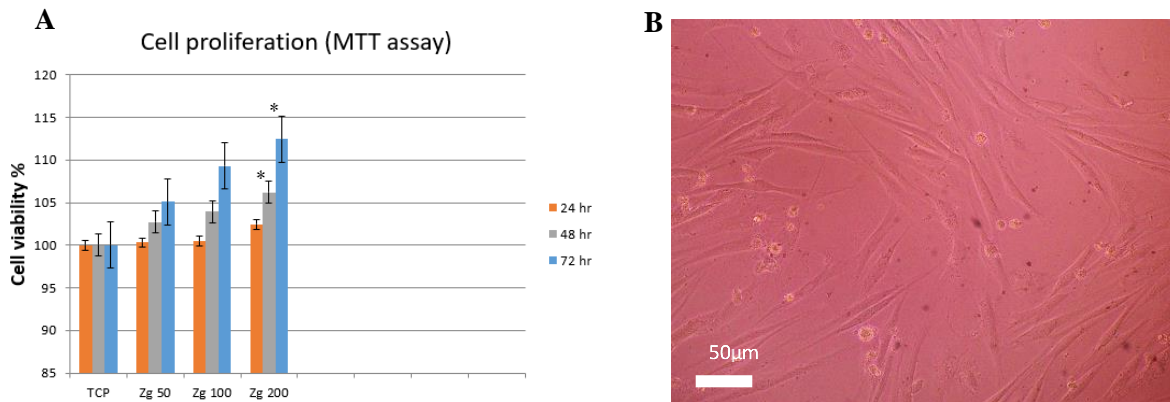 A
Cell proliferation (MTT assay)
Cell viability %
120
115
110
105
100
95
90
85
*
*
TCP
Zg 50
Zg 100
Zg 200
24 hr
48 hr
72 hr
B
50μm